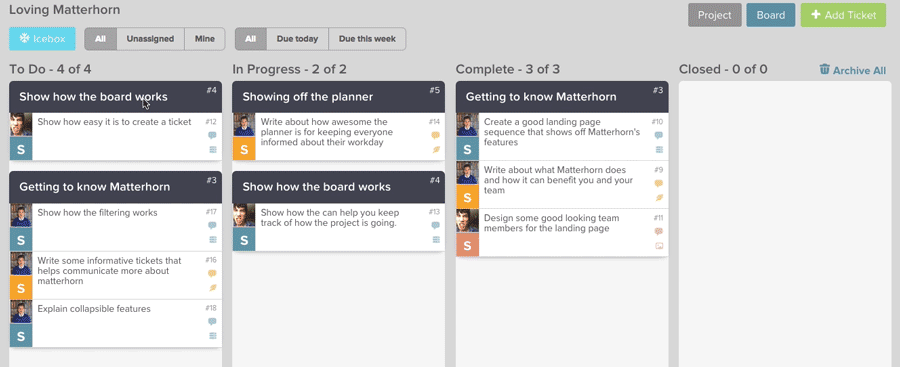 Loving Matterhorn
Project
Board
+ Add Ticket
Icebox
All
Unassigned
Mine
All
Due today
Due this week
To Do - 4 of 4
Show how the board works
#4
Show how easy it is to create a ticket
#12
S
Getting to know Matterhorn
#3
Show how the filtering works
#17
S
Write some informative tickets that
helps communicate more about
matterhorn
#16
S
Explain collapsible features
#18
S
In Progress - 2 of 2
Showing off the planner
#5
Write about how awesome the
planner is for keeping everyone
informed about their workday
#14
S
Show how the board works
#4
Show how the can help you keep
track of how the project is going.
#13
S
Complete - 3 of 3
Getting to know Matterhorn
#3
Create a good landing page
sequence that shows off Matterhorn's
features
#10
S
Write about what Matterhorn does
and how it can benefit you and your
team
#9
S
Design some good looking team
members for the landing page
#11
S
Closed - 0 of 0
Archive All